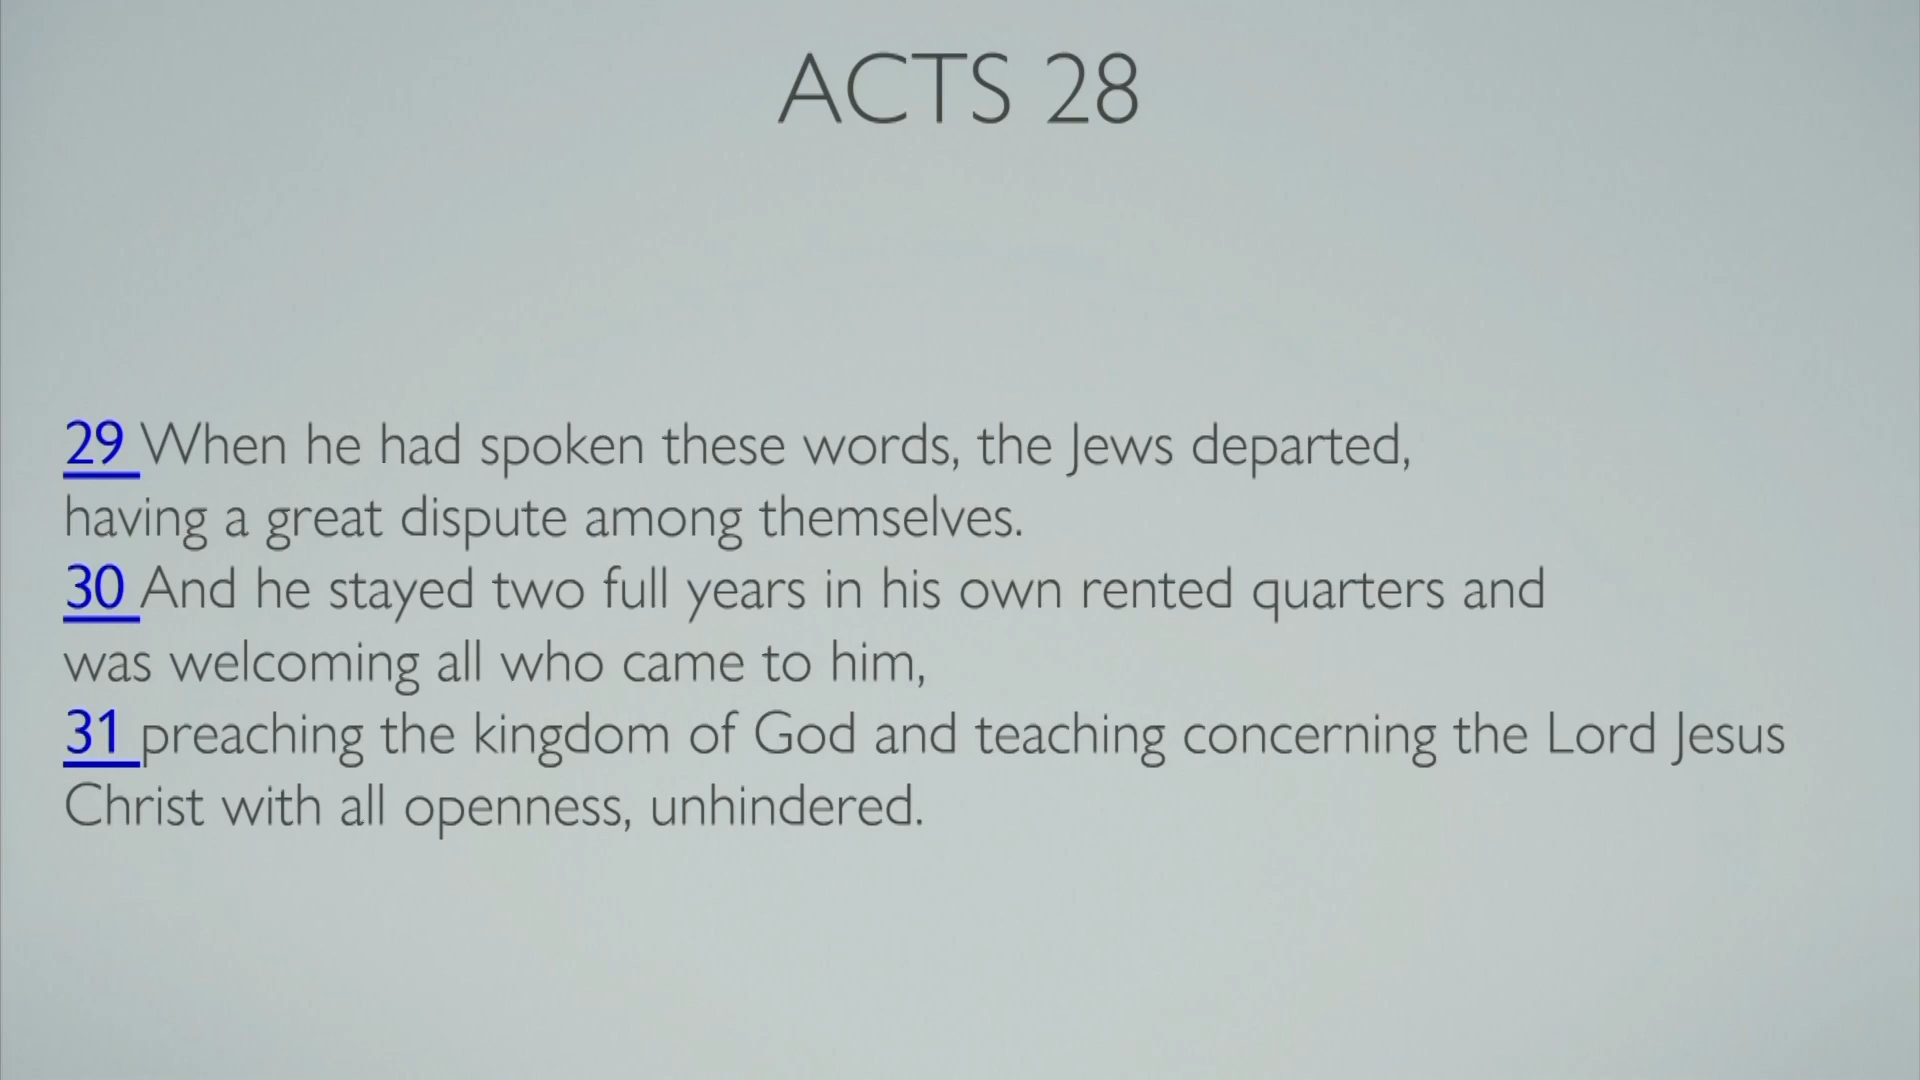 ACTS 28
29 When he had spoken these words, the Jews departed,
having a great dispute among themselves.
30 And he stayed two full years in his own rented quarters and
was welcoming all who came to him,
31 preaching the kingdom of God and teaching concerning the Lord Jesus
Christ with all openness, unhindered.